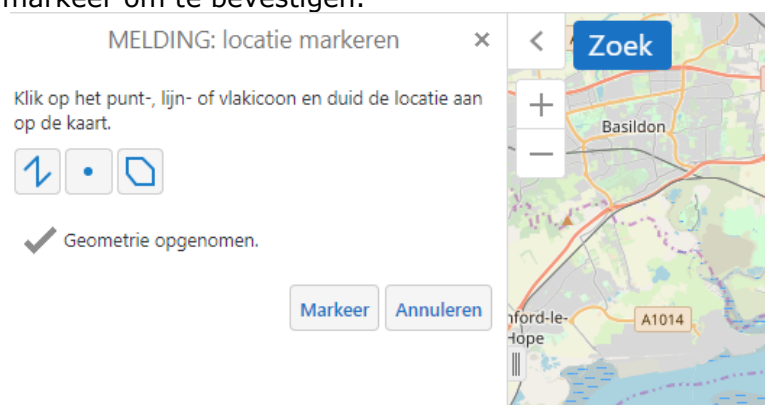 markeer om te bevestigen.
MELDING: locatie markeren
Klik op het punt-, lijn- of vlakicoon en duid de locatie aan
op de kaart.
Geometrie opgenomen.
Markeer Annuleren
Zoek
Basildon
nford-le-
Hope
A1014